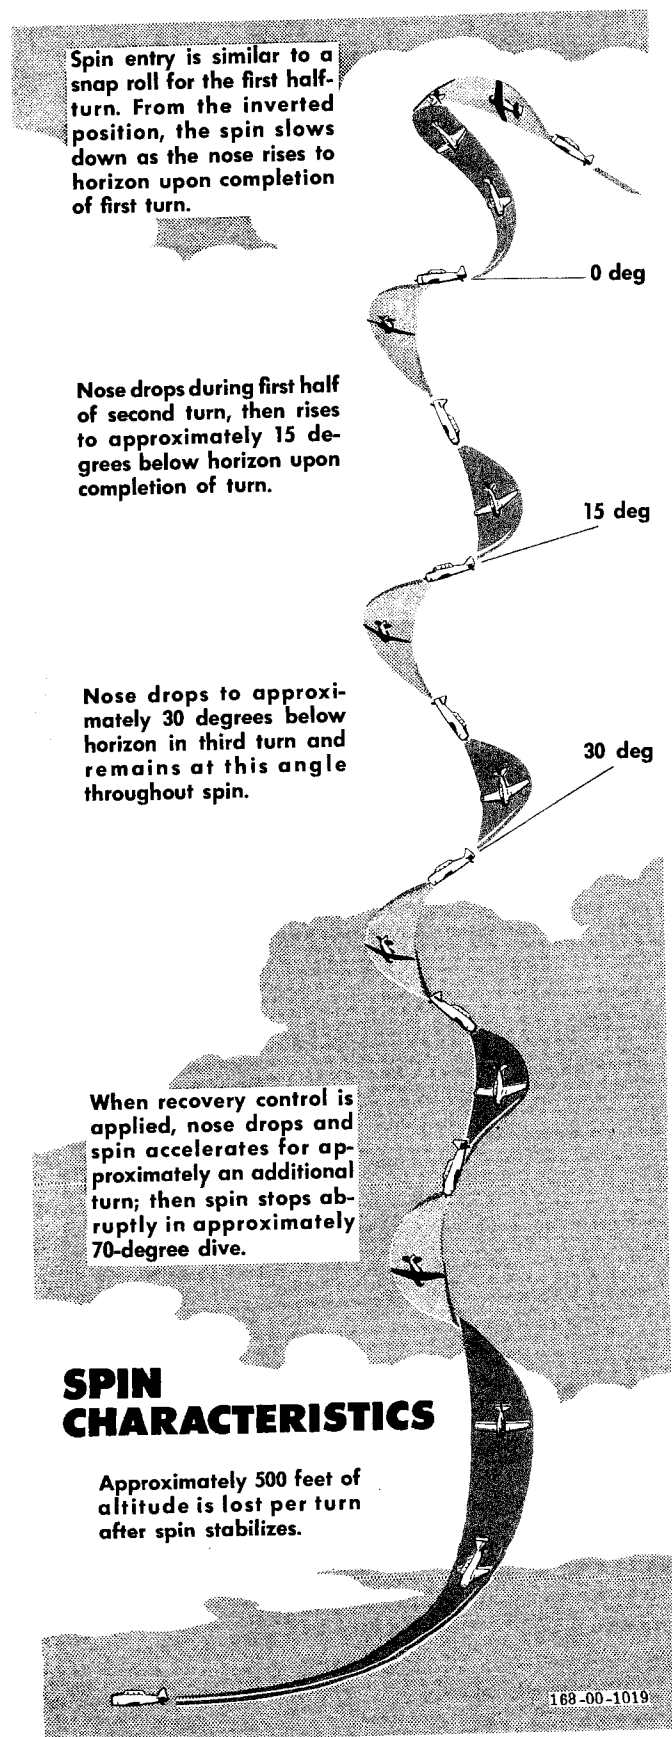 Spin entry is similar to a
snap roll for the first half-
turn. From the inverted
position, the spin slows
down as the nose rises to
horizon upon completion
of first turn.
0 deg
Nose drops during first half
of second turn, then rises
to approximately 15 de-
grees below horizon upon
completion of turn.
15 deg
Nose drops to approxi-
mately 30 degrees below
horizon in third turn and
remains at this angle
throughout spin.
30 deg
When recovery control is
applied, nose drops and
spin accelerates for ap-
proximately an additional
turn; then spin stops ab-
ruptly in approximately
70-degree dive.
SPIN
CHARACTERISTICS
Approximately 500 feet of
altitude is lost per turn
after spin stabilizes.
168-00-1019